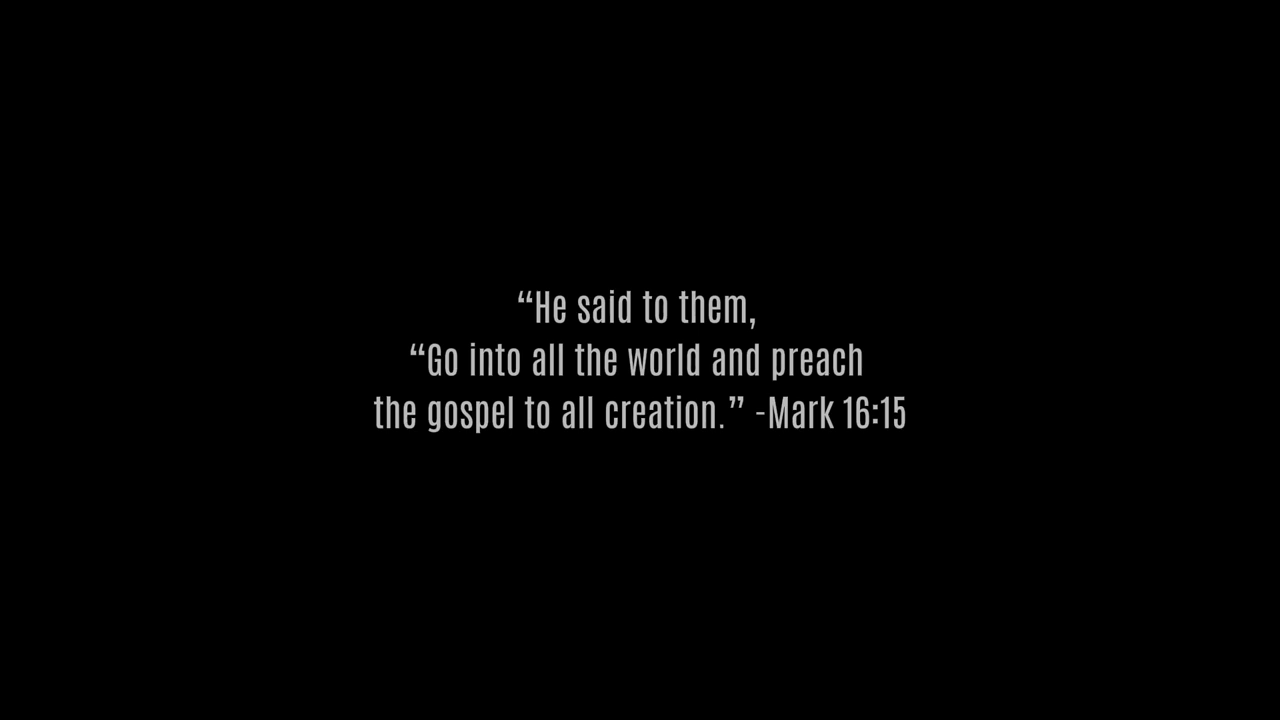 “He said to them,
“Go into all the world and preach
the gospel to all creation.” -Mark 16:15